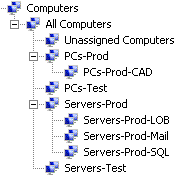 Computers
All Computers
Unassigned Computers
PCs-Prod
PCs-Prod-CAD
PCs-Test
Servers-Prod
Servers-Prod-LOB
Servers-Prod-Mail
Servers-Prod-SQL
Servers-Test